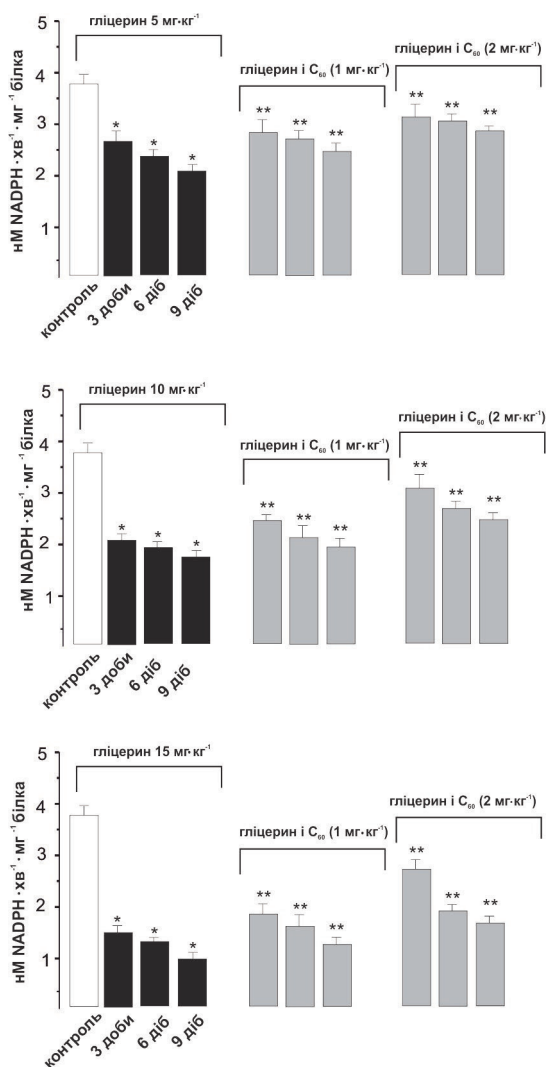 гліцерин 5 мг·кг⁻¹
гліцерин і C₆₀ (1 мг·кг⁻¹)
гліцерин і C₆₀ (2 мг·кг⁻¹)
нМ NADPH · хв⁻¹ · мг⁻¹ білка
5
4
3
2
1
* * *
** ** **
** ** **
контроль
3 доби
6 діб
9 діб
гліцерин 10 мг·кг⁻¹
гліцерин і C₆₀ (1 мг·кг⁻¹)
гліцерин і C₆₀ (2 мг·кг⁻¹)
нМ NADPH · хв⁻¹ · мг⁻¹ білка
5
4
3
2
1
* * *
** ** **
** ** **
контроль
3 доби
6 діб
9 діб
гліцерин 15 мг·кг⁻¹
гліцерин і C₆₀ (1 мг·кг⁻¹)
гліцерин і C₆₀ (2 мг·кг⁻¹)
нМ NADPH · хв⁻¹ · мг⁻¹ білка
5
4
3
2
1
* * *
** ** **
** ** **
контроль
3 доби
6 діб
9 діб